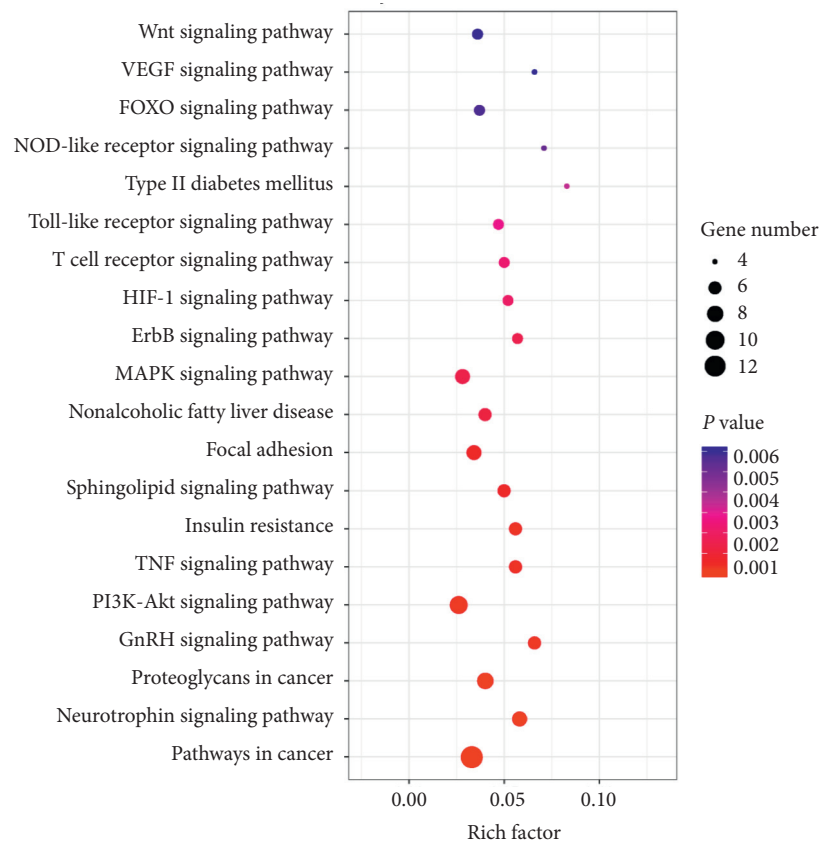 Wnt signaling pathway
VEGF signaling pathway
FOXO signaling pathway
NOD-like receptor signaling pathway
Type II diabetes mellitus
Toll-like receptor signaling pathway
T cell receptor signaling pathway
HIF-1 signaling pathway
ErbB signaling pathway
MAPK signaling pathway
Nonalcoholic fatty liver disease
Focal adhesion
Sphingolipid signaling pathway
Insulin resistance
TNF signaling pathway
PI3K-Akt signaling pathway
GnRH signaling pathway
Proteoglycans in cancer
Neurotrophin signaling pathway
Pathways in cancer
0.00 0.05 0.10
Rich factor
Gene number
4
6
8
10
12
P value
0.006
0.005
0.004
0.003
0.002
0.001